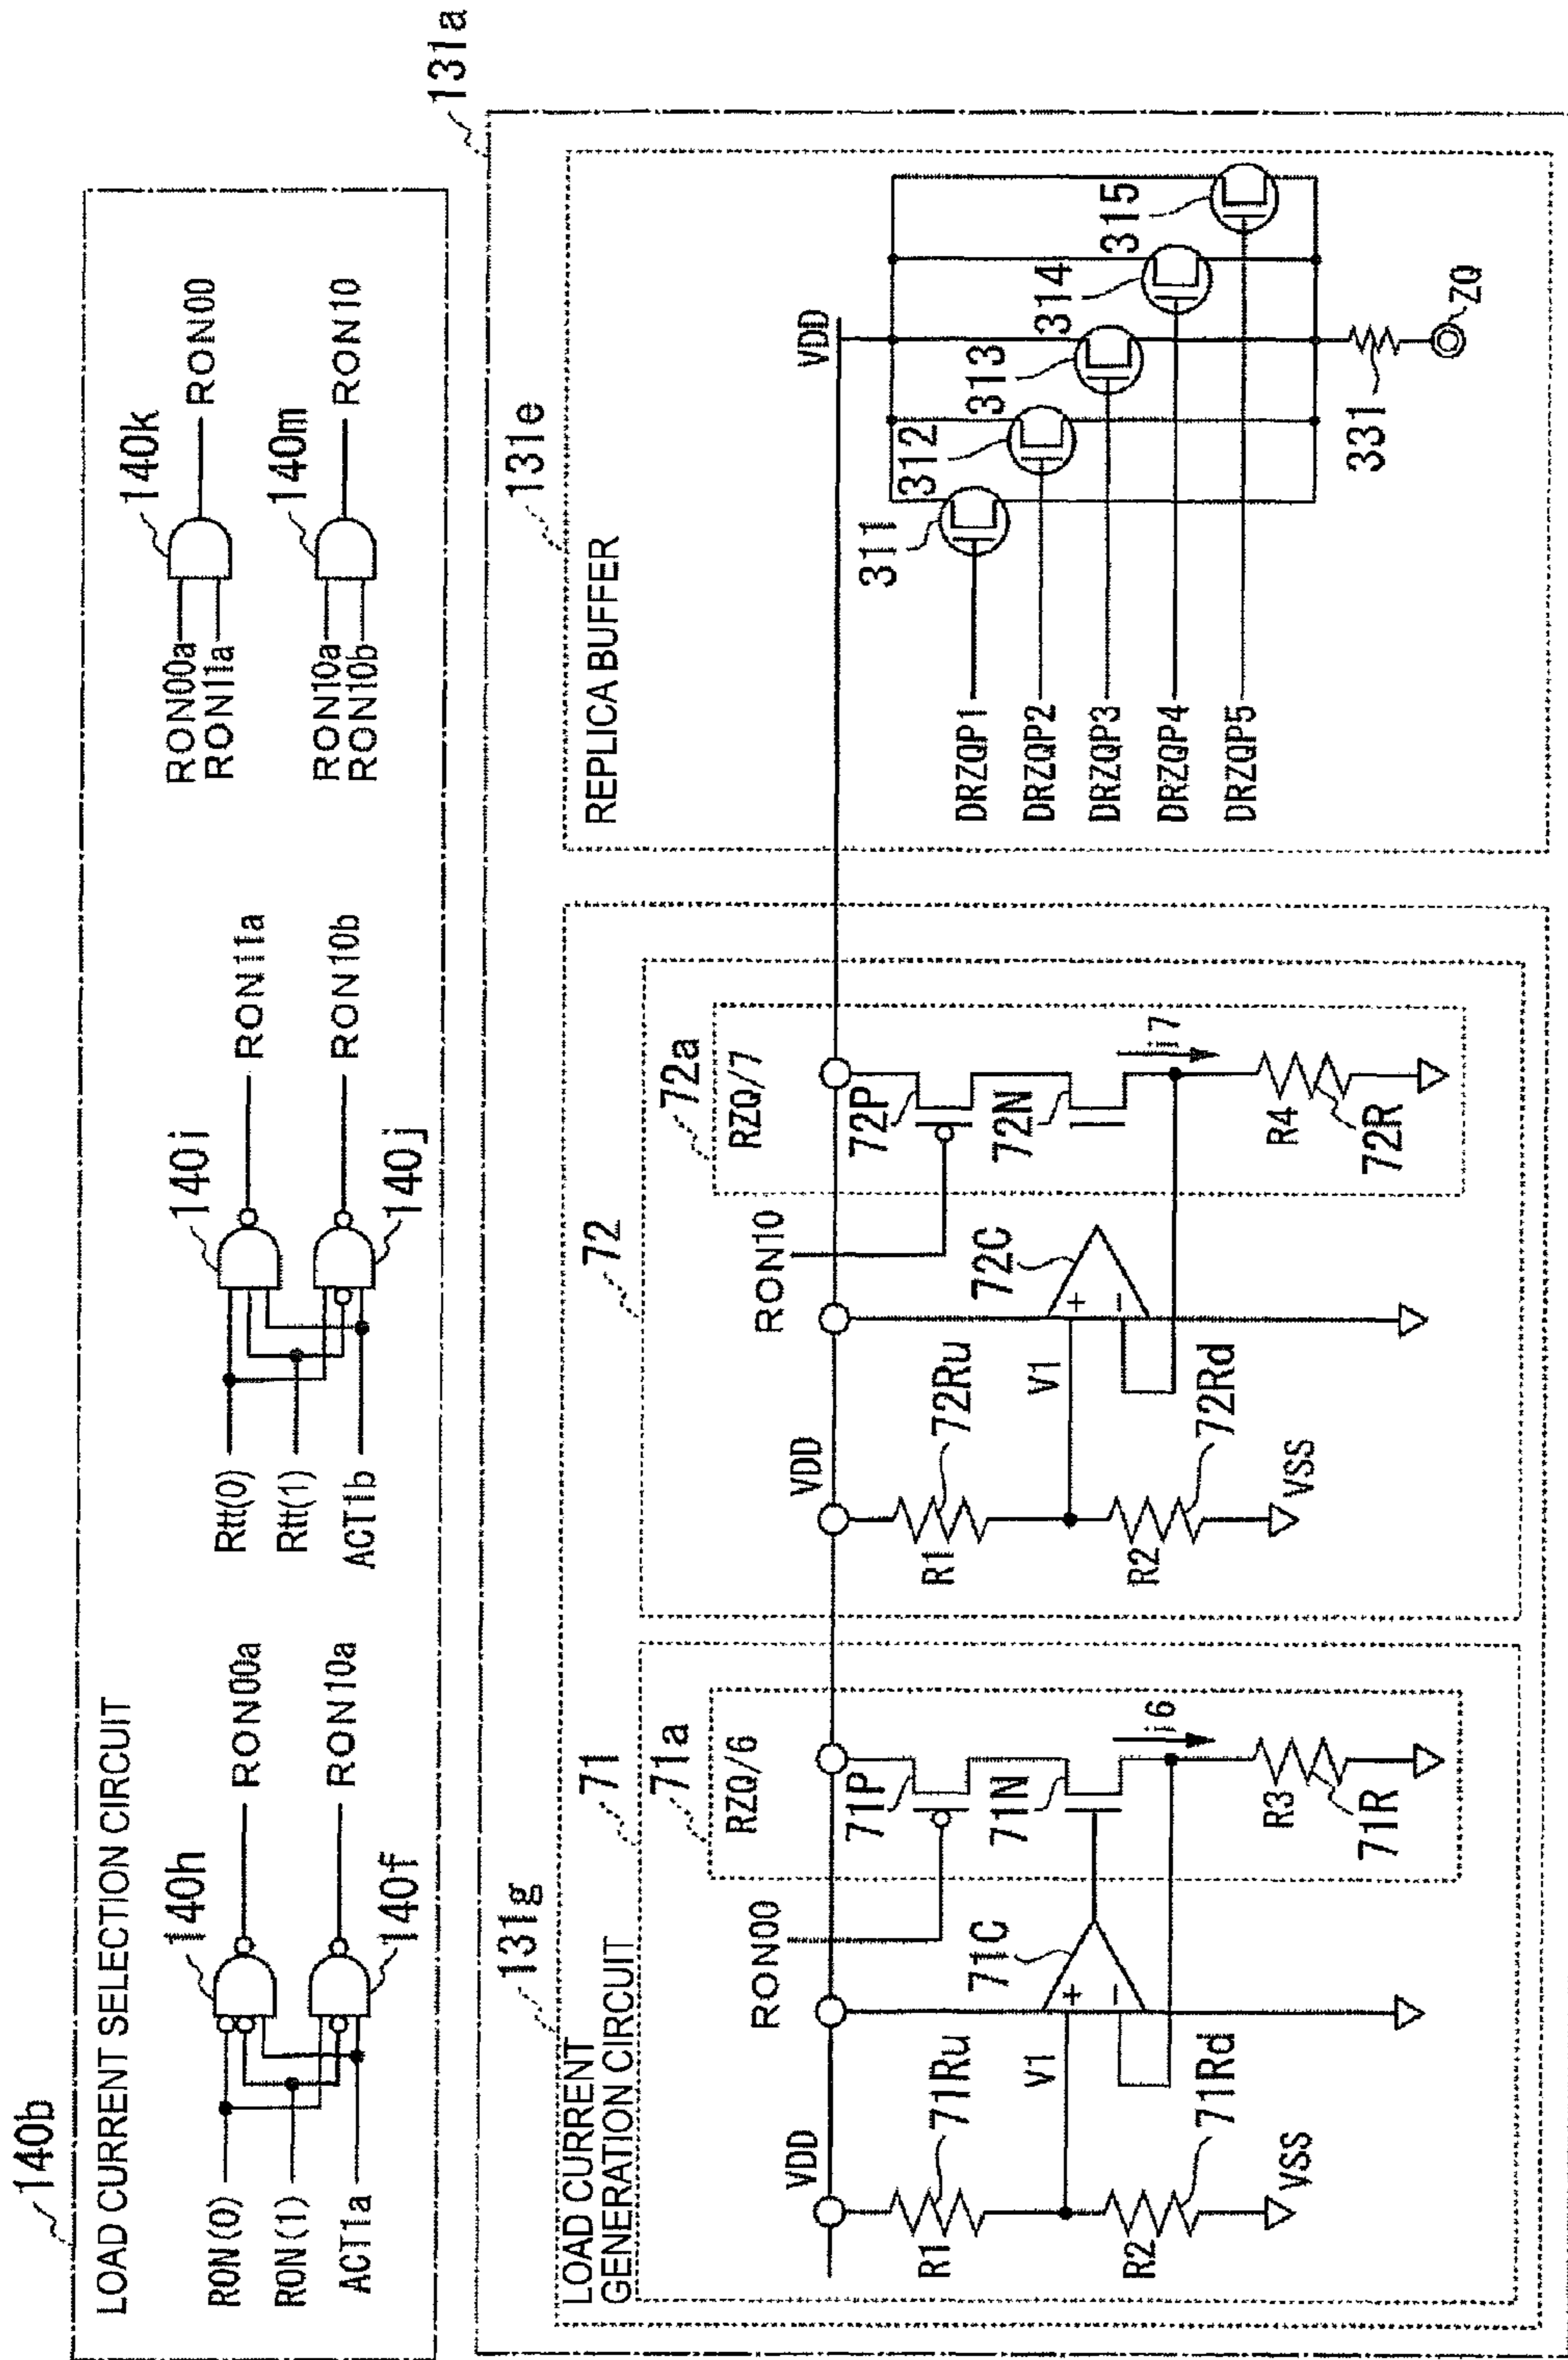 140b
LOAD CURRENT SELECTION CIRCUIT
RON(0)
RON(1)
ACT1a
140h
140f
RON00a
RON10a
Rtt(0)
Rtt(1)
ACT1b
140i
140j
RON11a
RON10b
RON00a
RON11a
RON10a
RON10b
140k
140m
RON00
RON10
131a
131g
LOAD CURRENT
GENERATION CIRCUIT
71
71a
RZQ/6
VDD
RON00
R1
71Ru
V1
71C
+
−
R2
71Rd
VSS
71P
71N
i6
R3
71R
72
72a
RZQ/7
VDD
RON10
R1
72Ru
V1
72C
+
−
R2
72Rd
VSS
72P
72N
i7
R4
72R
131e
REPLICA BUFFER
VDD
311
312
313
314
315
DRZQP1
DRZQP2
DRZQP3
DRZQP4
DRZQP5
331
ZQ